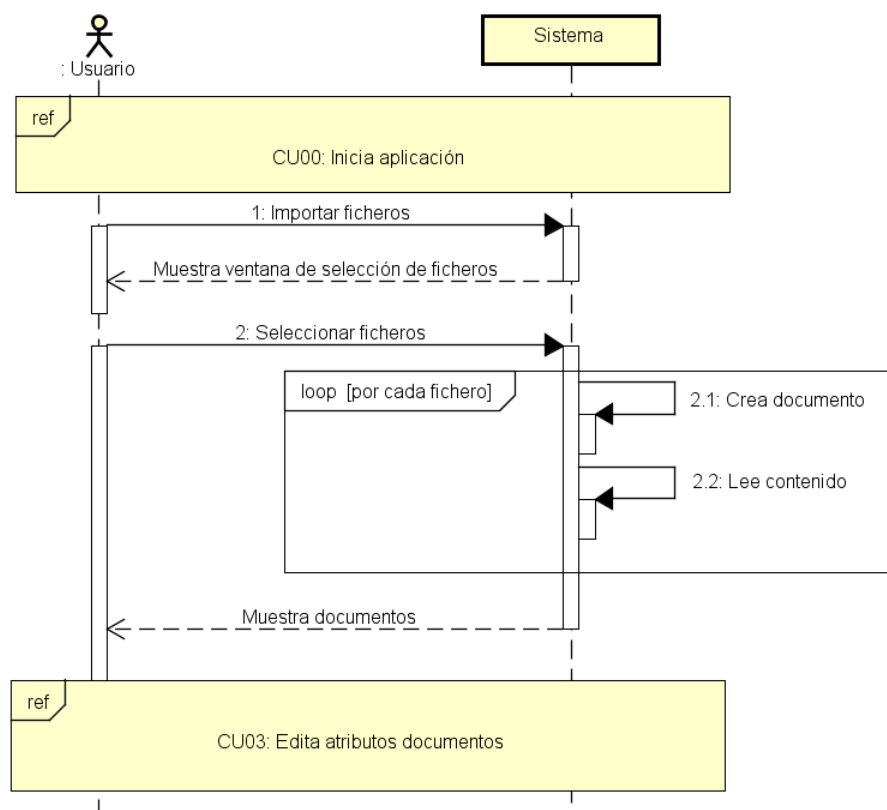 Sistema
: Usuario
ref
CU00: Inicia aplicación
1: Importar ficheros
Muestra ventana de selección de ficheros
2: Seleccionar ficheros
loop [por cada fichero]
2.1: Crea documento
2.2: Lee contenido
Muestra documentos
ref
CU03: Edita atributos documentos